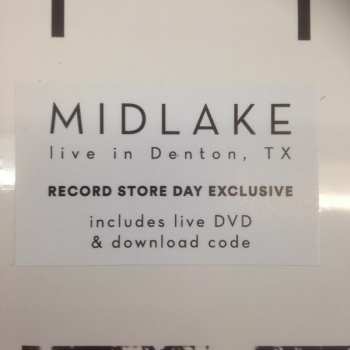 MIDLAKE
live in Denton, TX
RECORD STORE DAY EXCLUSIVE
includes live DVD
& download code